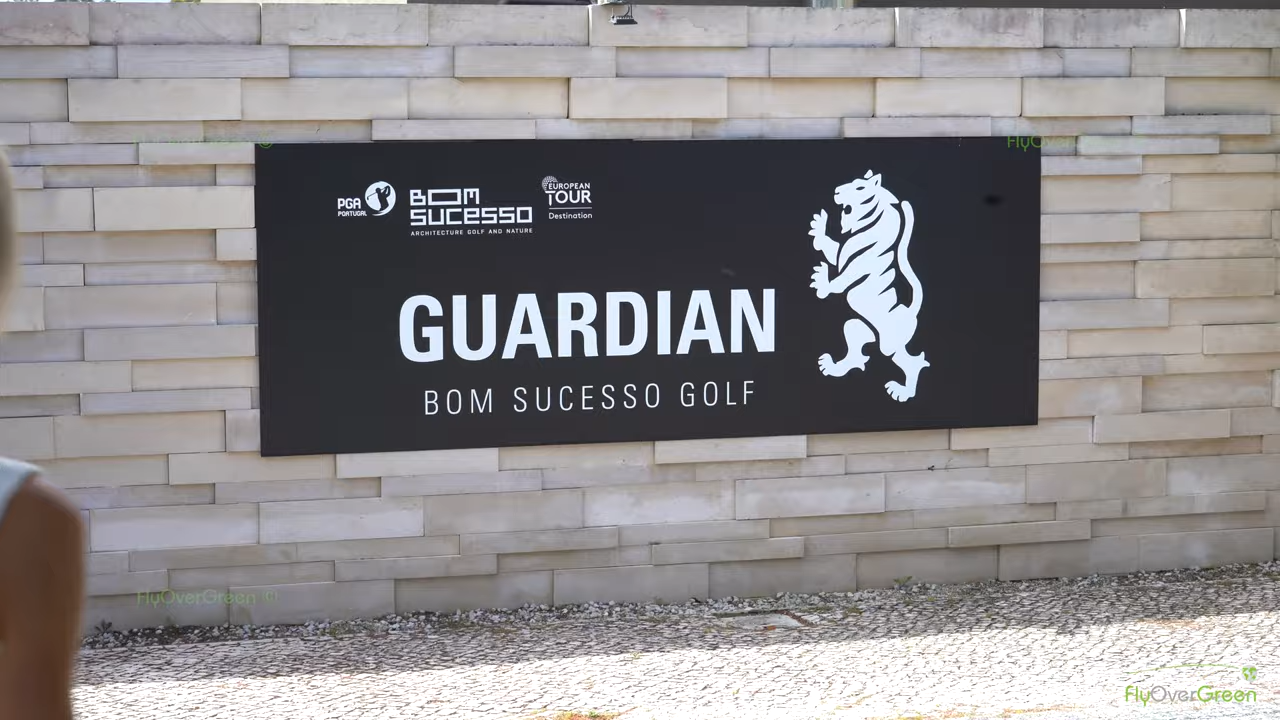 FlyOverGreen ©
FlyOverGreen
PGA
PORTUGAL
BOM
SUCESSO
ARCHITECTURE GOLF AND NATURE
EUROPEAN
TOUR
Destination
GUARDIAN
BOM SUCESSO GOLF
FlyOverGreen (C)
FlyOverGreen